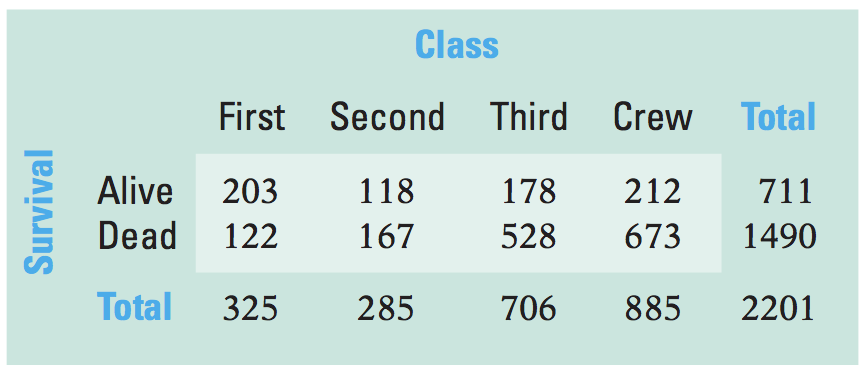 Class
First Second Third Crew Total
Survival
Alive 203 118 178 212 711
Dead 122 167 528 673 1490
Total 325 285 706 885 2201